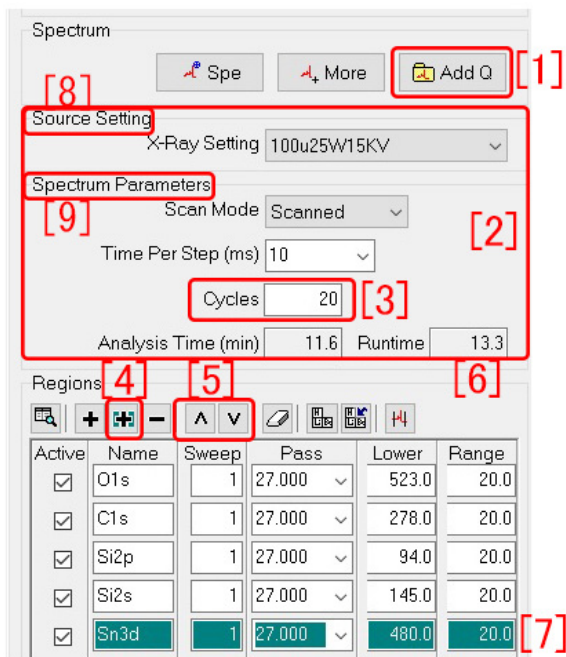 Spectrum
Spe More Add Q [1]
[8]
Source Setting
X-Ray Setting 100u25W15KV
Spectrum Parameters
[9] Scan Mode Scanned [2]
Time Per Step (ms) 10
Cycles 20 [3]
Analysis Time (min) 11.6 Runtime 13.3
Regions [4] [5] [6]
Active Name Sweep Pass Lower Range
O1s 1 27.000 523.0 20.0
C1s 1 27.000 278.0 20.0
Si2p 1 27.000 94.0 20.0
Si2s 1 27.000 145.0 20.0
Sn3d 1 27.000 480.0 20.0 [7]